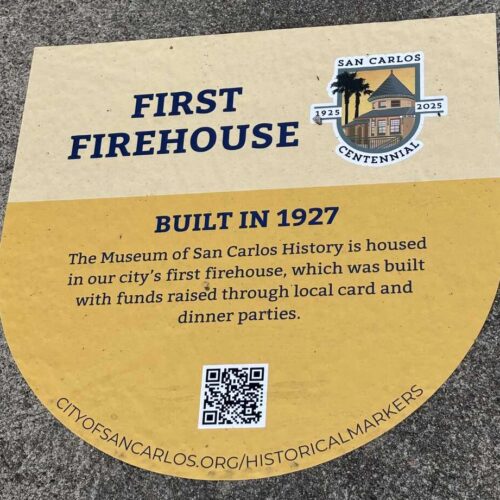 SAN CARLOS
1925 2025
CENTENNIAL
FIRST
FIREHOUSE
BUILT IN 1927
The Museum of San Carlos History is housed
in our city's first firehouse, which was built
with funds raised through local card and
dinner parties.
CITYOFSANCARLOS.ORG/HISTORICALMARKERS